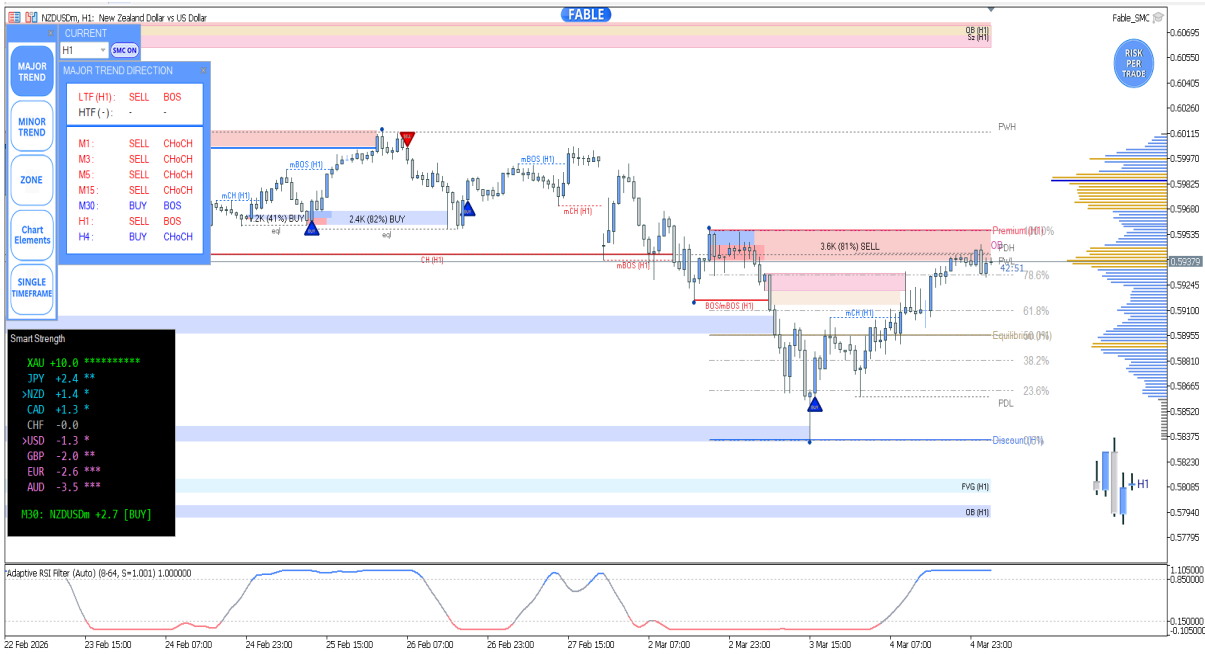 NZDUSDm, H1: New Zealand Dollar vs US Dollar
FABLE
Fable_SMC
CURRENT
H1
SMC ON
MAJOR TREND DIRECTION
LTF (H1) : SELL BOS
HTF (-) : - -
M1 : SELL CHoCH
M3 : SELL CHoCH
M5 : SELL CHoCH
M15 : SELL CHoCH
M30 : BUY BOS
H1 : SELL BOS
H4 : BUY CHoCH
MAJOR
TREND
MINOR
TREND
ZONE
Chart
Elements
SINGLE
TIMEFRAME
RISK
PER
TRADE
OB (H1)
Sz (H1)
PWH
mCH (H1)
mBOS (H1)
.2K (41%) BUY
2.4K (82%) BUY
eql
eql
CH (H1)
mBOS (H1)
mCH (H1)
mBOS (H1)
BOS/mBOS (H1)
3.6K (81%) SELL
mCH (H1)
PDH
PWL
42:51
78.6%
61.8%
Equilibrium (H1)
38.2%
23.6%
PDL
Discount (H1)
FVG (H1)
OB (H1)
H1
0.60695
0.60550
0.60405
0.60260
0.60115
0.59970
0.59825
0.59680
0.59535
0.59379
0.59245
0.59100
0.58955
0.58810
0.58665
0.58520
0.58375
0.58230
0.58085
0.57940
0.57795
Smart Strength
XAU +10.0 **********
JPY +2.4 **
>NZD +1.4 *
CAD +1.3 *
CHF -0.0
>USD -1.3 *
GBP -2.0 **
EUR -2.6 ***
AUD -3.5 ***
M30: NZDUSDm +2.7 [BUY]
Adaptive RSI Filter (Auto) (8-64, S=1.001) 1.000000
1.105000
0.850000
0.150000
-0.105000
22 Feb 2026
23 Feb 15:00
24 Feb 07:00
24 Feb 23:00
25 Feb 15:00
26 Feb 07:00
26 Feb 23:00
27 Feb 15:00
2 Mar 07:00
2 Mar 23:00
3 Mar 15:00
4 Mar 07:00
4 Mar 23:00